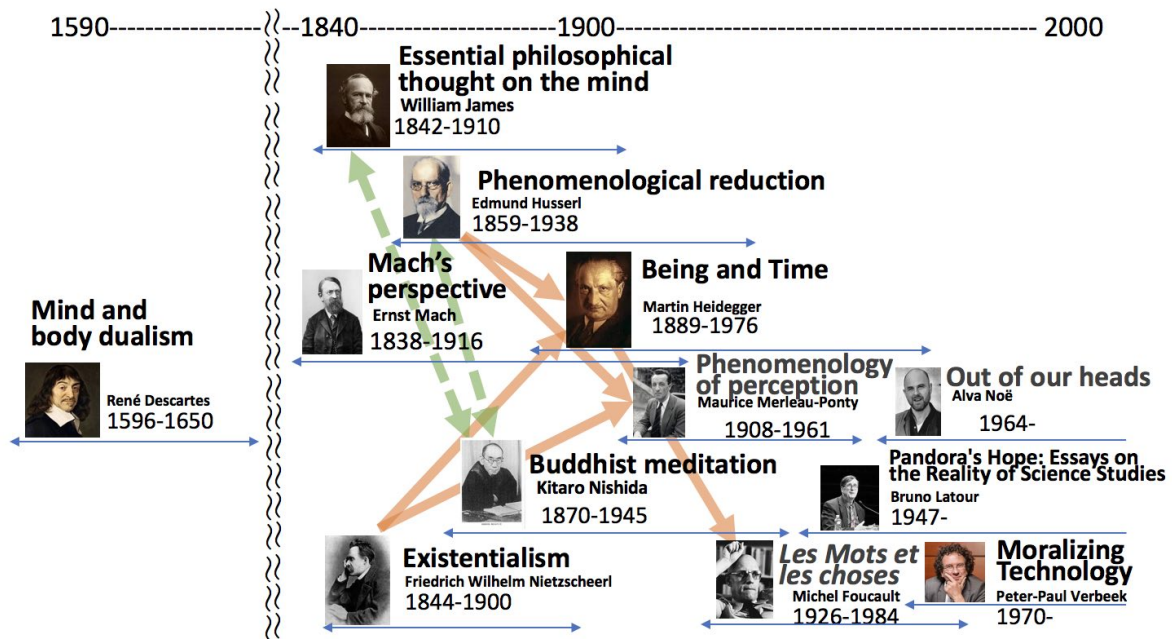 1590 1840 1900 2000
Essential philosophical
thought on the mind
William James
1842-1910
Phenomenological reduction
Edmund Husserl
1859-1938
Mach’s
perspective
Ernst Mach
1838-1916
Being and Time
Martin Heidegger
1889-1976
Mind and
body dualism
René Descartes
1596-1650
Phenomenology
of perception
Maurice Merleau-Ponty
1908-1961
Out of our heads
Alva Noë
1964-
Buddhist meditation
Kitaro Nishida
1870-1945
Pandora's Hope: Essays on
the Reality of Science Studies
Bruno Latour
1947-
Existentialism
Friedrich Wilhelm Nietzscheerl
1844-1900
Les Mots et
les choses
Michel Foucault
1926-1984
Moralizing
Technology
Peter-Paul Verbeek
1970-